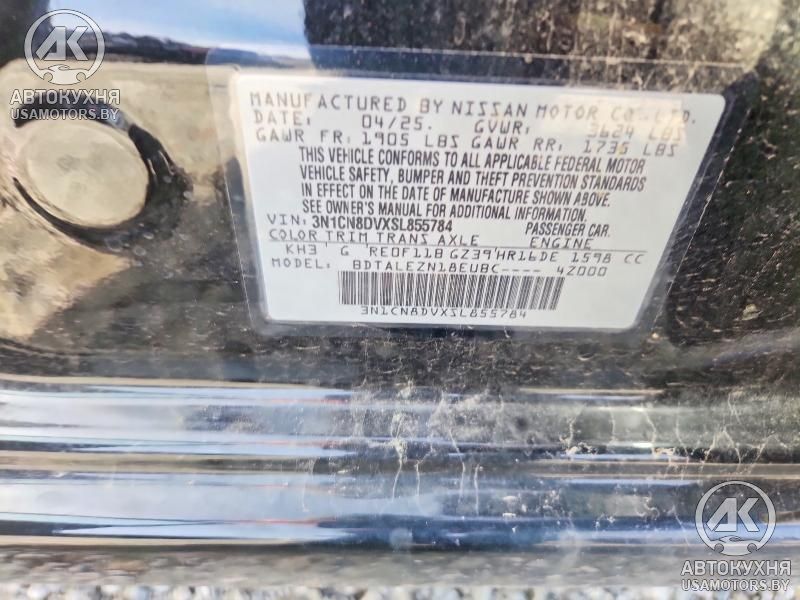 AK
АВТОКУХНЯ
USAMOTORS.BY
MANUFACTURED BY NISSAN MOTOR CO., LTD.
DATE: 04/25. GVWR: 3624 LBS
GAWR FR: 1905 LBS GAWR RR: 1735 LBS
THIS VEHICLE CONFORMS TO ALL APPLICABLE FEDERAL MOTOR
VEHICLE SAFETY, BUMPER AND THEFT PREVENTION STANDARDS
IN EFFECT ON THE DATE OF MANUFACTURE SHOWN ABOVE.
SEE OWNER'S MANUAL FOR ADDITIONAL INFORMATION.
VIN: 3N1CN8DVXSL855784 PASSENGER CAR.
COLOR TRIM TRANS AXLE ENGINE
KH3 G RE0F11B GZ39 HR16DE 1598 CC
MODEL: BDTALEZN18EUBC---- 4Z000
3N1CN8DVXSL855784
AK
АВТОКУХНЯ
USAMOTORS.BY